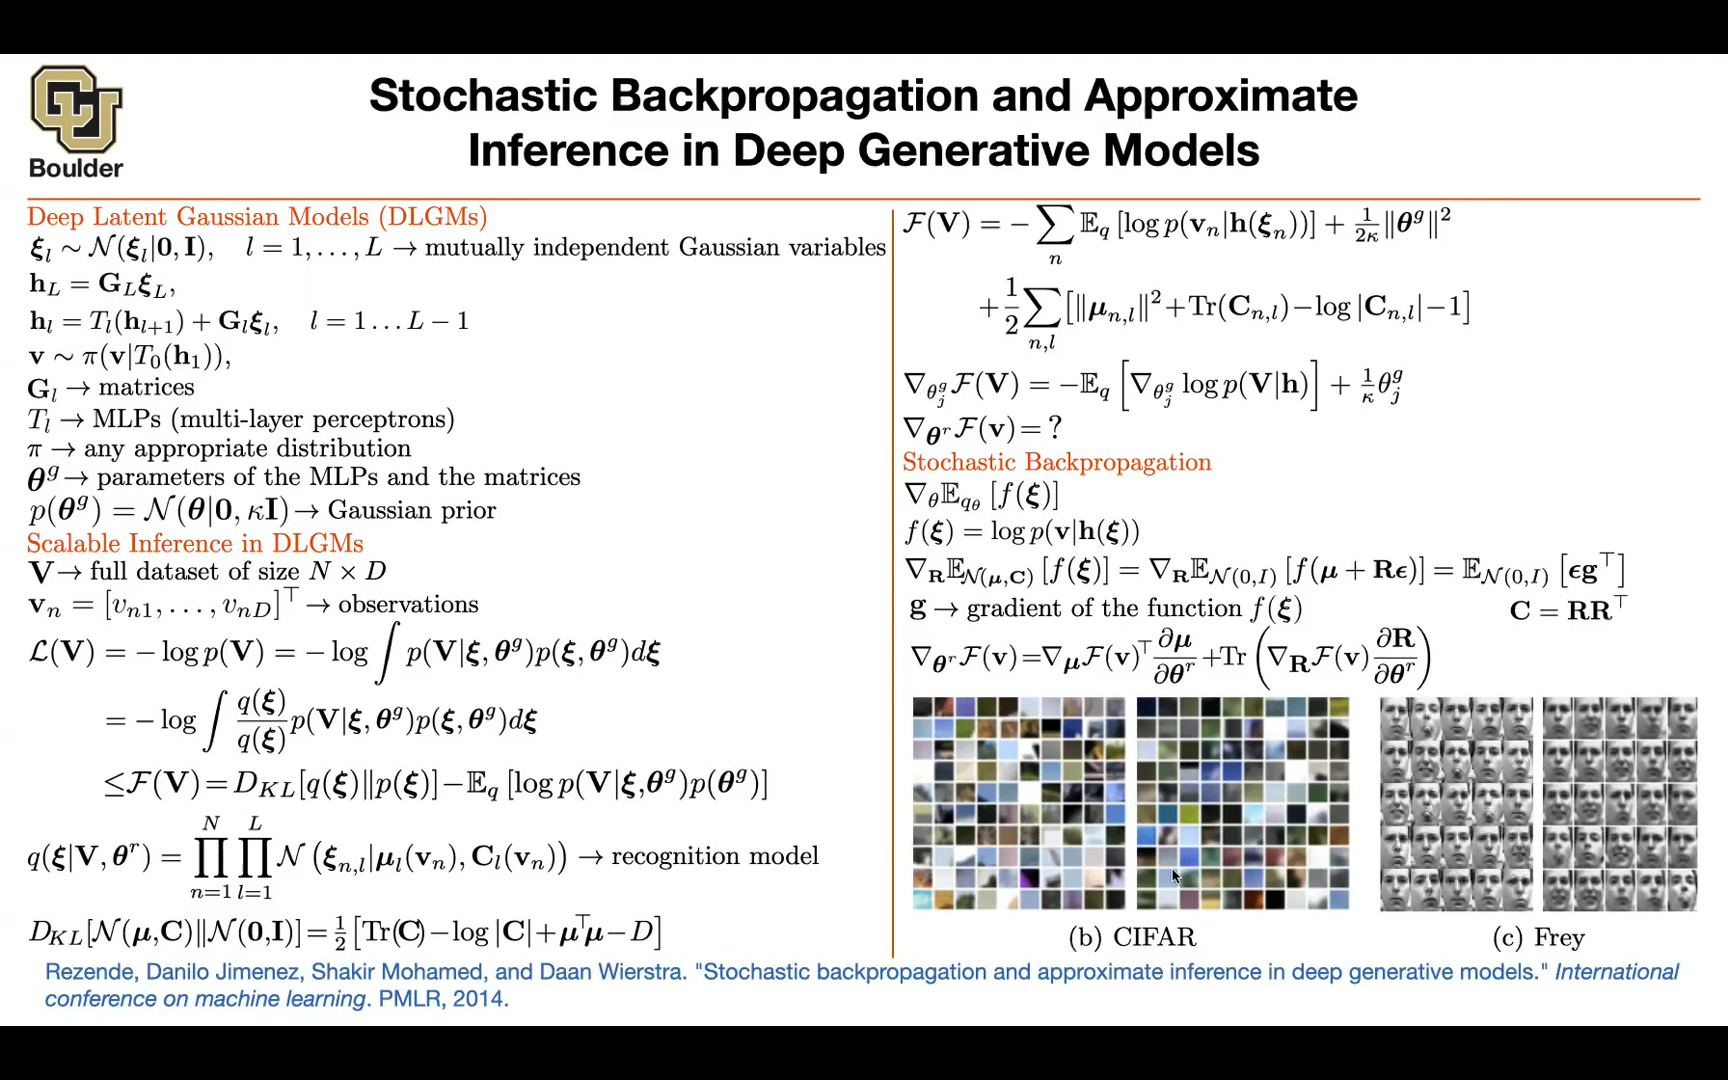 CU
Boulder
Stochastic Backpropagation and Approximate
Inference in Deep Generative Models
Deep Latent Gaussian Models (DLGMs)
ξ_l ∼ N(ξ_l|0, I), l = 1, . . . , L → mutually independent Gaussian variables
h_L = G_L ξ_L,
h_l = T_l(h_{l+1}) + G_l ξ_l, l = 1 . . . L − 1
v ∼ π(v|T_0(h_1)),
G_l → matrices
T_l → MLPs (multi-layer perceptrons)
π → any appropriate distribution
θ^g → parameters of the MLPs and the matrices
p(θ^g) = N(θ|0, κI) → Gaussian prior
Scalable Inference in DLGMs
V → full dataset of size N × D
v_n = [v_{n1}, . . . , v_{nD}]^⊤ → observations
L(V) = − log p(V) = − log ∫ p(V|ξ, θ^g)p(ξ, θ^g)dξ
= − log ∫ q(ξ)/q(ξ) p(V|ξ, θ^g)p(ξ, θ^g)dξ
≤ F(V) = D_{KL}[q(ξ)‖p(ξ)] − E_q [log p(V|ξ, θ^g)p(θ^g)]
q(ξ|V, θ^r) = ∏_{n=1}^{N} ∏_{l=1}^{L} N (ξ_{n,l}|μ_l(v_n), C_l(v_n)) → recognition model
D_{KL}[N(μ, C)‖N(0, I)] = 1/2 [Tr(C) − log |C| + μ^⊤μ − D]
F(V) = − ∑_n E_q [log p(v_n|h(ξ_n))] + 1/2κ ‖θ^g‖^2
+ 1/2 ∑_{n,l} [‖μ_{n,l}‖^2 + Tr(C_{n,l}) − log |C_{n,l}| − 1]
∇_{θ_j^g} F(V) = −E_q [∇_{θ_j^g} log p(V|h)] + 1/κ θ_j^g
∇_{θ^r} F(v) = ?
Stochastic Backpropagation
∇_θ E_{q_θ} [f(ξ)]
f(ξ) = log p(v|h(ξ))
∇_R E_{N(μ,C)} [f(ξ)] = ∇_R E_{N(0,I)} [f(μ + Rϵ)] = E_{N(0,I)} [ϵg^⊤]
g → gradient of the function f(ξ) C = RR^⊤
∇_{θ^r} F(v) = ∇_μ F(v)^⊤ ∂μ/∂θ^r + Tr (∇_R F(v) ∂R/∂θ^r)
(b) CIFAR (c) Frey
Rezende, Danilo Jimenez, Shakir Mohamed, and Daan Wierstra. "Stochastic backpropagation and approximate inference in deep generative models." International
conference on machine learning. PMLR, 2014.